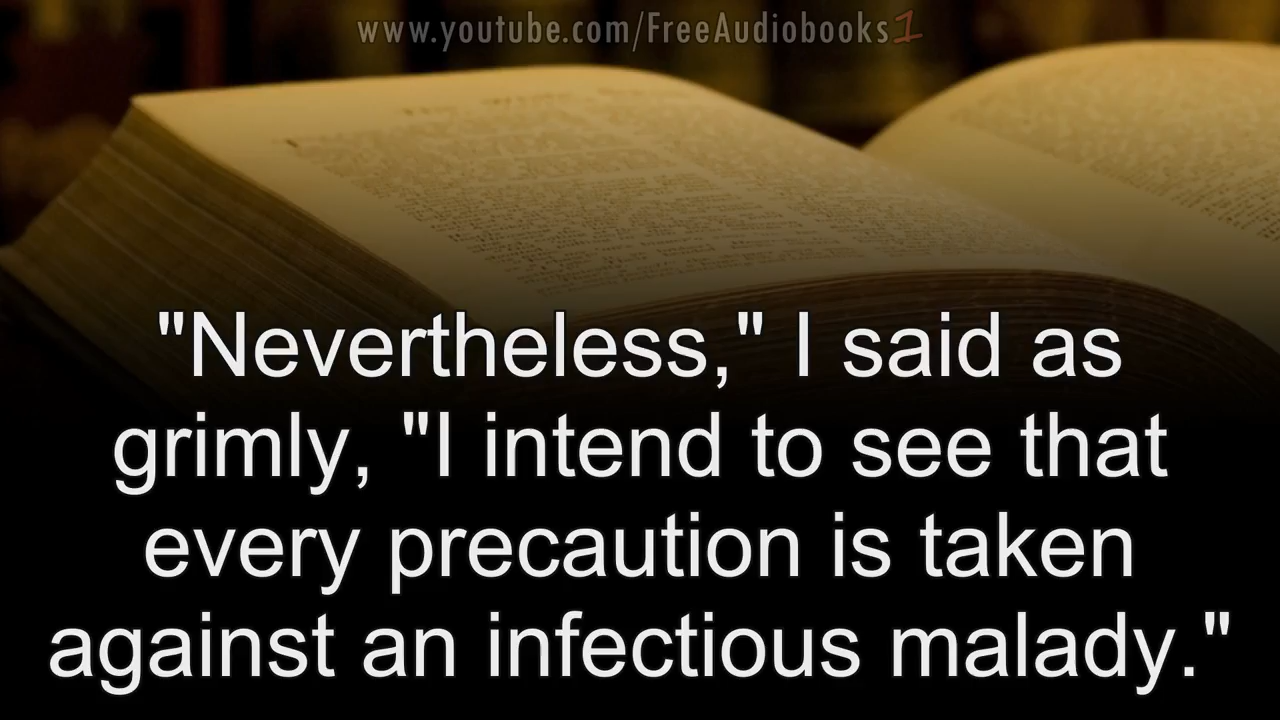 www.youtube.com/FreeAudiobooks1
"Nevertheless," I said as
grimly, "I intend to see that
every precaution is taken
against an infectious malady."